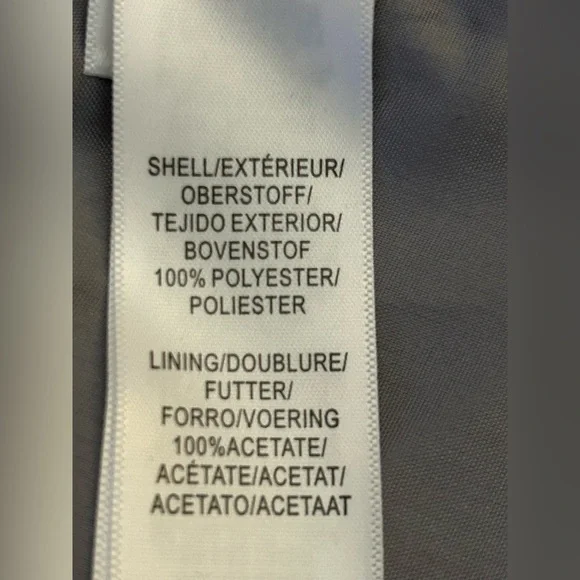 SHELL/EXTÉRIEUR/
OBERSTOFF/
TEJIDO EXTERIOR/
BOVENSTOF
100% POLYESTER/
POLIESTER
LINING/DOUBLURE/
FUTTER/
FORRO/VOERING
100%ACETATE/
ACÉTATE/ACETAT/
ACETATO/ACETAAT